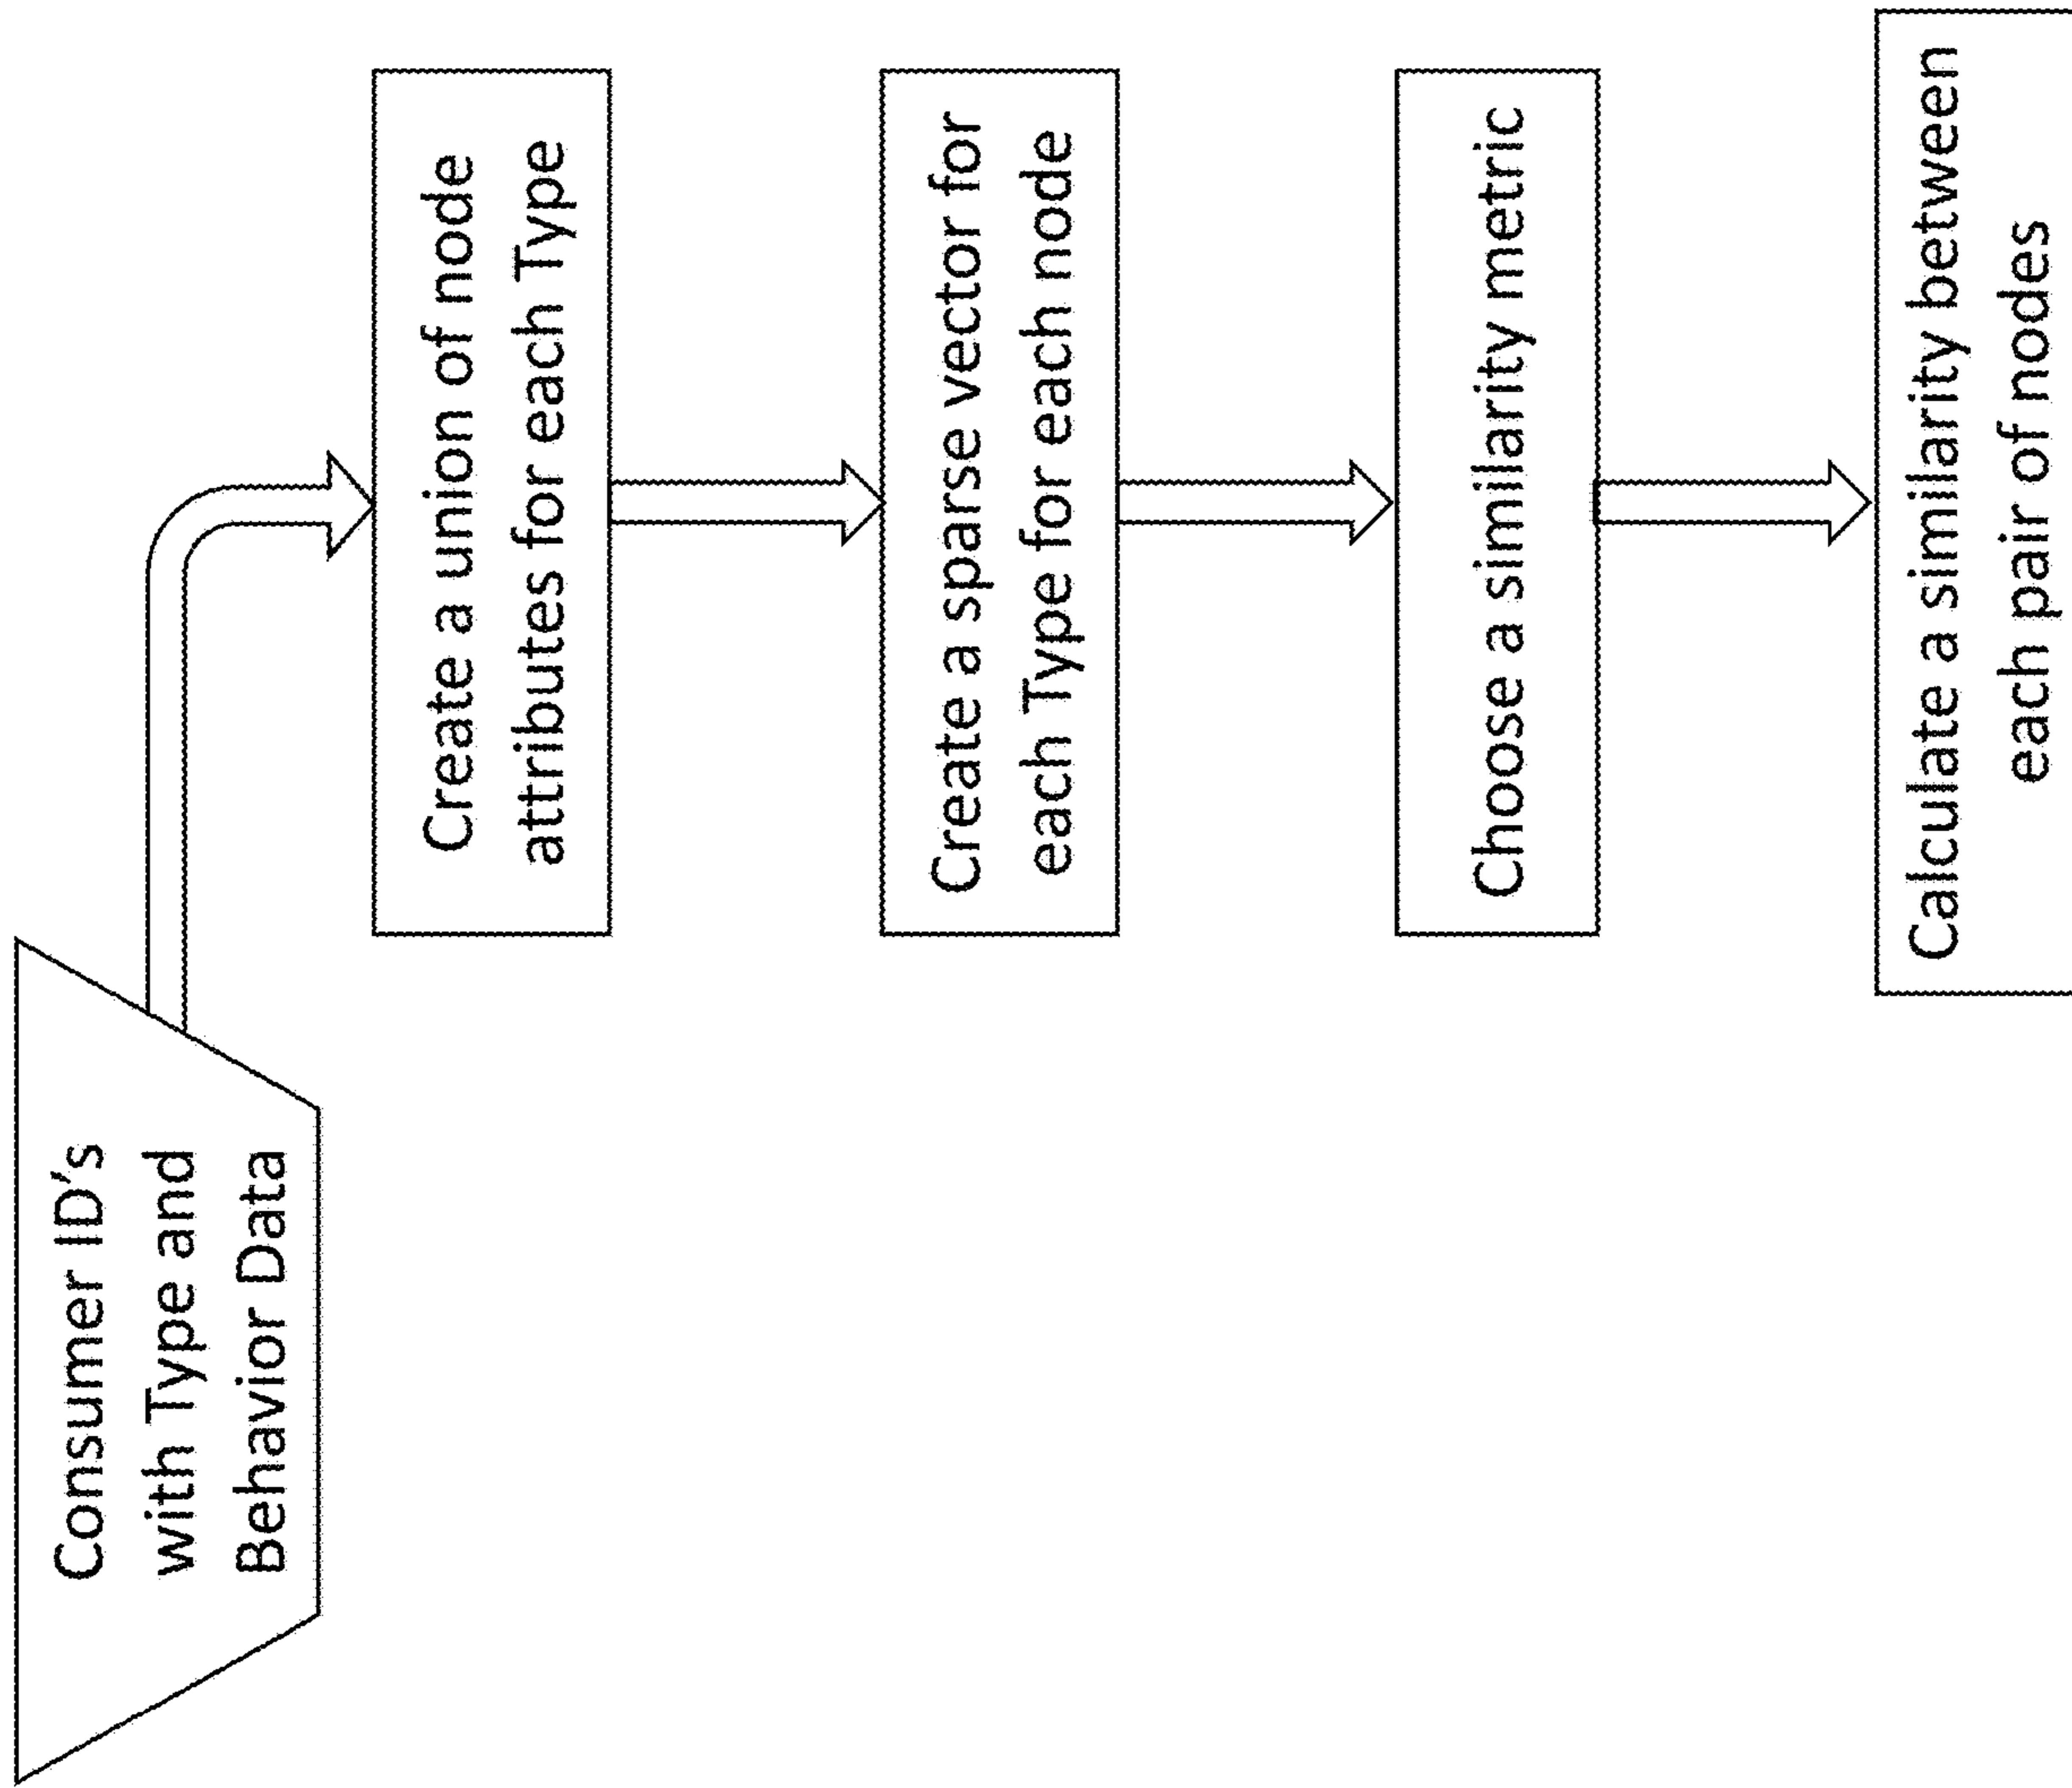 Consumer ID's
with Type and
Behavior Data
Create a union of node
attributes for each Type
Create a sparse vector for
each Type for each node
Choose a similarity metric
Calculate a similarity between
each pair of nodes